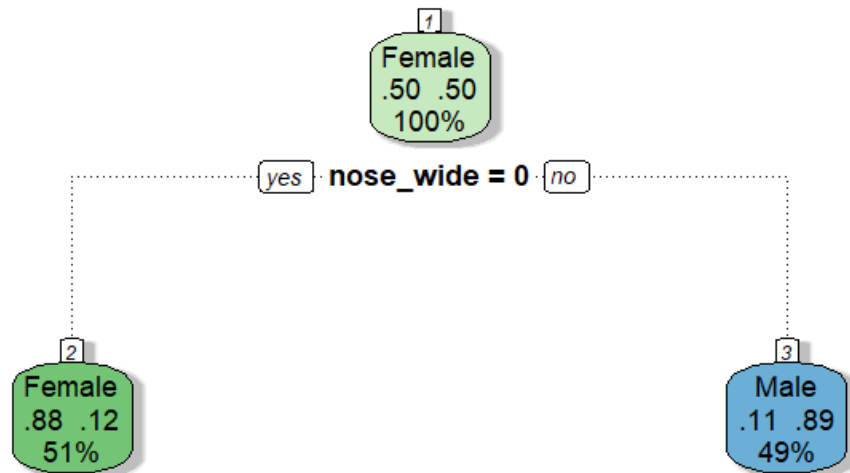 1
Female
.50 .50
100%
yes nose_wide = 0 no
2
Female
.88 .12
51%
3
Male
.11 .89
49%